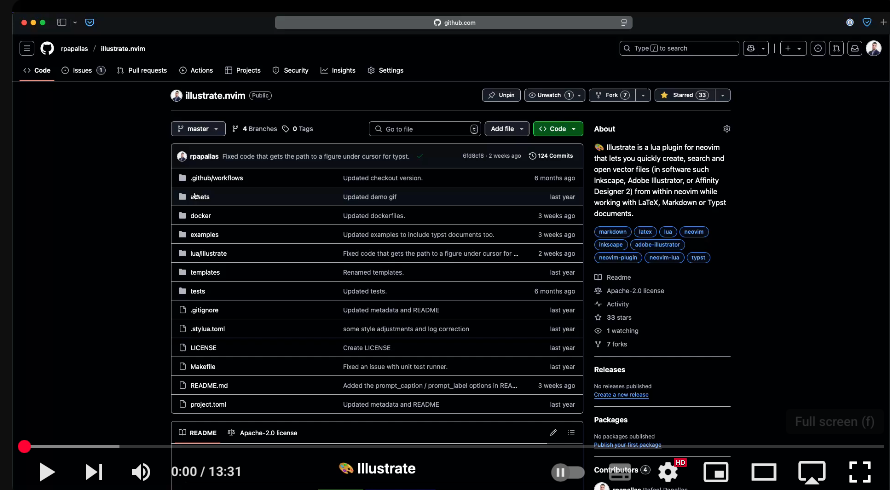 github.com
rpapallas / illustrate.nvim
Type / to search
Code
Issues 1
Pull requests
Actions
Projects
Security
Insights
Settings
illustrate.nvim Public
Unpin
Unwatch 1
Fork 7
Starred 33
master
4 Branches
0 Tags
Go to file t
Add file
Code
rpapallas Fixed code that gets the path to a figure under cursor for typst. 6fd8cf8 · 2 weeks ago 124 Commits
.github/workflows Updated checkout version. 6 months ago
assets Updated demo gif last year
docker Updated dockerfiles. 3 weeks ago
examples Updated examples to include typst documents too. 3 weeks ago
lua/illustrate Fixed code that gets the path to a figure under cursor for ... 2 weeks ago
templates Renamed templates. last year
tests Updated tests. 6 months ago
.gitignore Updated metadata and README last year
.stylua.toml some style adjustments and log correction last year
LICENSE Create LICENSE last year
Makefile Fixed an issue with unit test runner. last year
README.md Added the prompt_caption / prompt_label options in REA... 3 weeks ago
project.toml Updated metadata and README last year
README
Apache-2.0 license
Illustrate
About
Illustrate is a lua plugin for neovim
that lets you quickly create, search and
open vector files (in software such
Inkscape, Adobe Illustrator, or Affinity
Designer 2) from within neovim while
working with LaTeX, Markdown or Typst
documents.
markdown latex lua neovim
inkscape adobe-illustrator
neovim-plugin neovim-lua typst
Readme
Apache-2.0 license
Activity
33 stars
1 watching
7 forks
Releases
No releases published
Create a new release
Packages
No packages published
Publish your first package
Contributors 4
rpapallas Rafael Papallas
Full screen (f)
0:00 / 13:31
HD